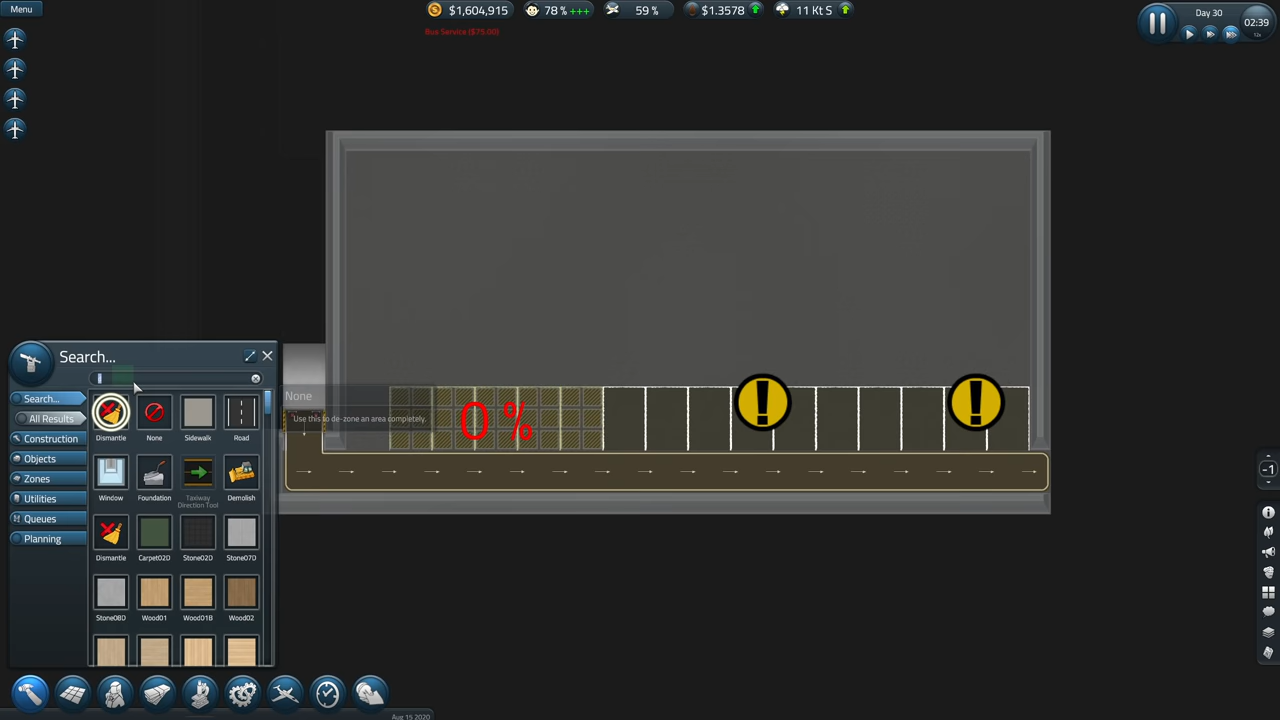 Menu
$1,604,915
78 % +++
59 %
$1.3578
11 Kt S
Day 30
02:39
12x
Bus Service ($75.00)
Search...
Search...
All Results
Construction
Objects
Zones
Utilities
Queues
Planning
Dismantle
None
Sidewalk
Road
Window
Foundation
Taxiway Direction Tool
Demolish
Dismantle
Carpet02D
Stone02D
Stone07D
Stone08D
Wood01
Wood01B
Wood02
None
Use this to de-zone an area completely.
0 %
!
!
-1
Aug 15 2020